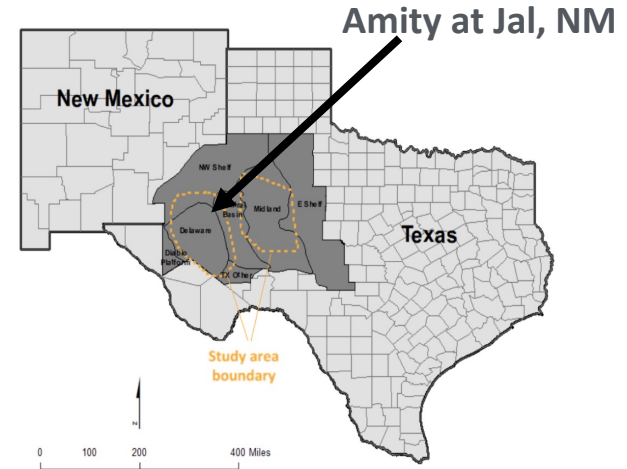 Amity at Jal, NM
New Mexico
NW Shelf
Basin
Midland
E Shelf
Delaware
Texas
Diablo
Platform
TX Other
Study area
boundary
N
0 100 200 400 Miles